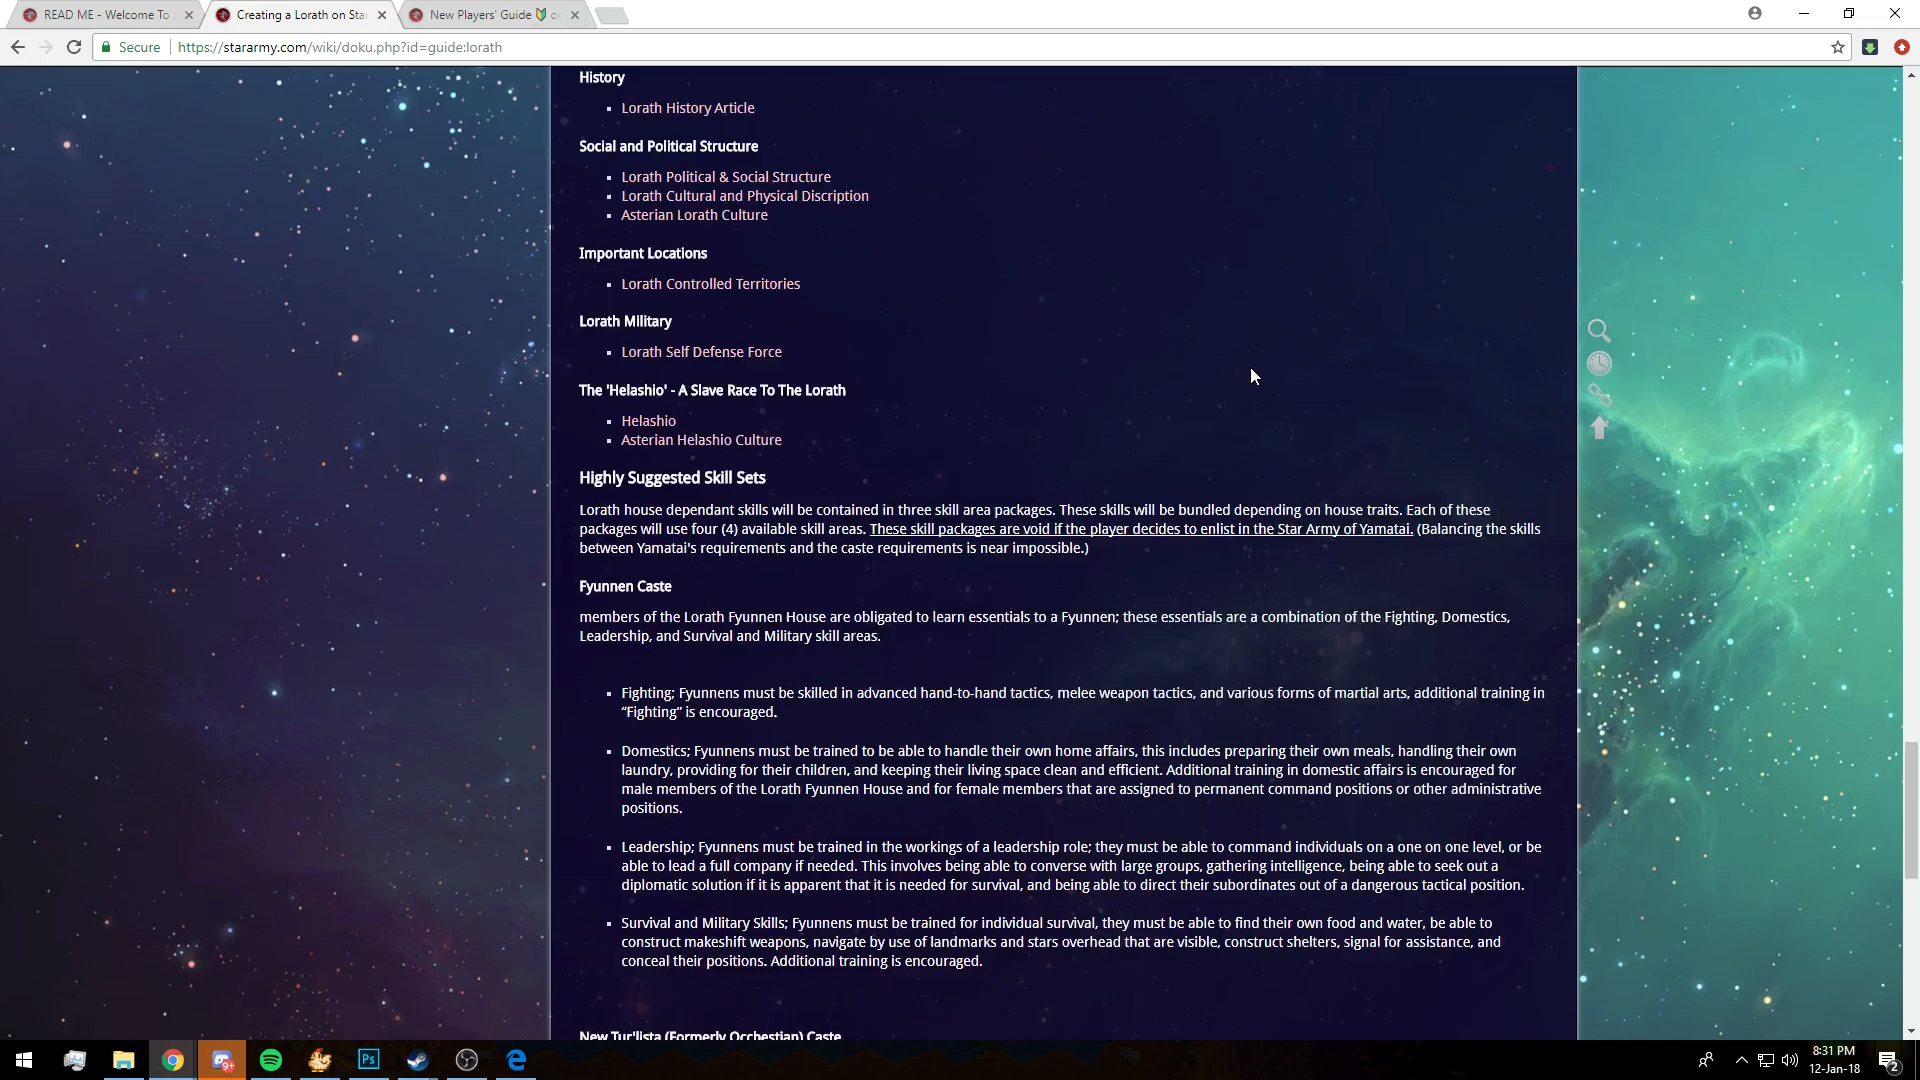 READ ME - Welcome To
Creating a Lorath on Star
New Players' Guide
Secure
https://stararmy.com/wiki/doku.php?id=guide:lorath
History
Lorath History Article
Social and Political Structure
Lorath Political & Social Structure
Lorath Cultural and Physical Discription
Asterian Lorath Culture
Important Locations
Lorath Controlled Territories
Lorath Military
Lorath Self Defense Force
The 'Helashio' - A Slave Race To The Lorath
Helashio
Asterian Helashio Culture
Highly Suggested Skill Sets
Lorath house dependant skills will be contained in three skill area packages. These skills will be bundled depending on house traits. Each of these
packages will use four (4) available skill areas. These skill packages are void if the player decides to enlist in the Star Army of Yamatai. (Balancing the skills
between Yamatai's requirements and the caste requirements is near impossible.)
Fyunnen Caste
members of the Lorath Fyunnen House are obligated to learn essentials to a Fyunnen; these essentials are a combination of the Fighting, Domestics,
Leadership, and Survival and Military skill areas.
Fighting; Fyunnens must be skilled in advanced hand-to-hand tactics, melee weapon tactics, and various forms of martial arts, additional training in
“Fighting” is encouraged.
Domestics; Fyunnens must be trained to be able to handle their own home affairs, this includes preparing their own meals, handling their own
laundry, providing for their children, and keeping their living space clean and efficient. Additional training in domestic affairs is encouraged for
male members of the Lorath Fyunnen House and for female members that are assigned to permanent command positions or other administrative
positions.
Leadership; Fyunnens must be trained in the workings of a leadership role; they must be able to command individuals on a one on one level, or be
able to lead a full company if needed. This involves being able to converse with large groups, gathering intelligence, being able to seek out a
diplomatic solution if it is apparent that it is needed for survival, and being able to direct their subordinates out of a dangerous tactical position.
Survival and Military Skills; Fyunnens must be trained for individual survival, they must be able to find their own food and water, be able to
construct makeshift weapons, navigate by use of landmarks and stars overhead that are visible, construct shelters, signal for assistance, and
conceal their positions. Additional training is encouraged.
New Tur'lista (Formerly Occhestian) Caste
9+
Ps
8:31 PM
12-Jan-18
2